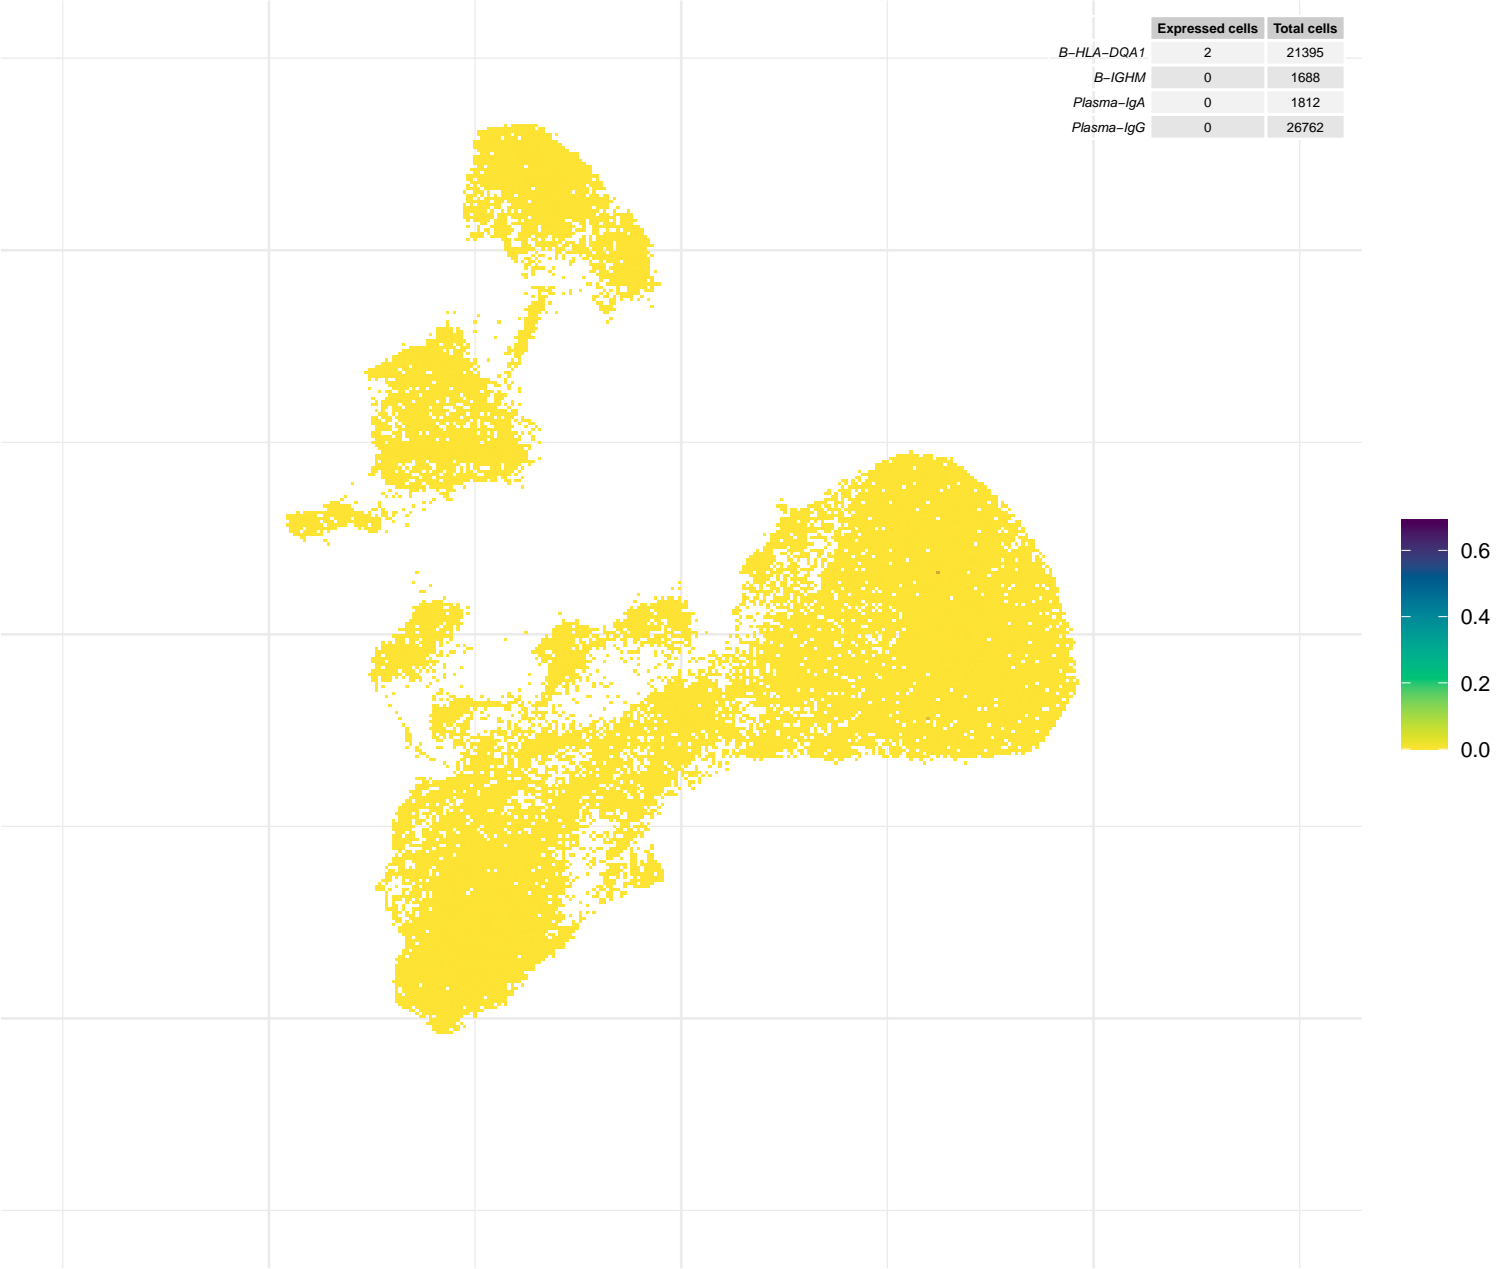 Expressed cells Total cells
B−HLA−DQA1 2 21395
B−IGHM 0 1688
Plasma−IgA 0 1812
Plasma−IgG 0 26762
0.6
0.4
0.2
0.0